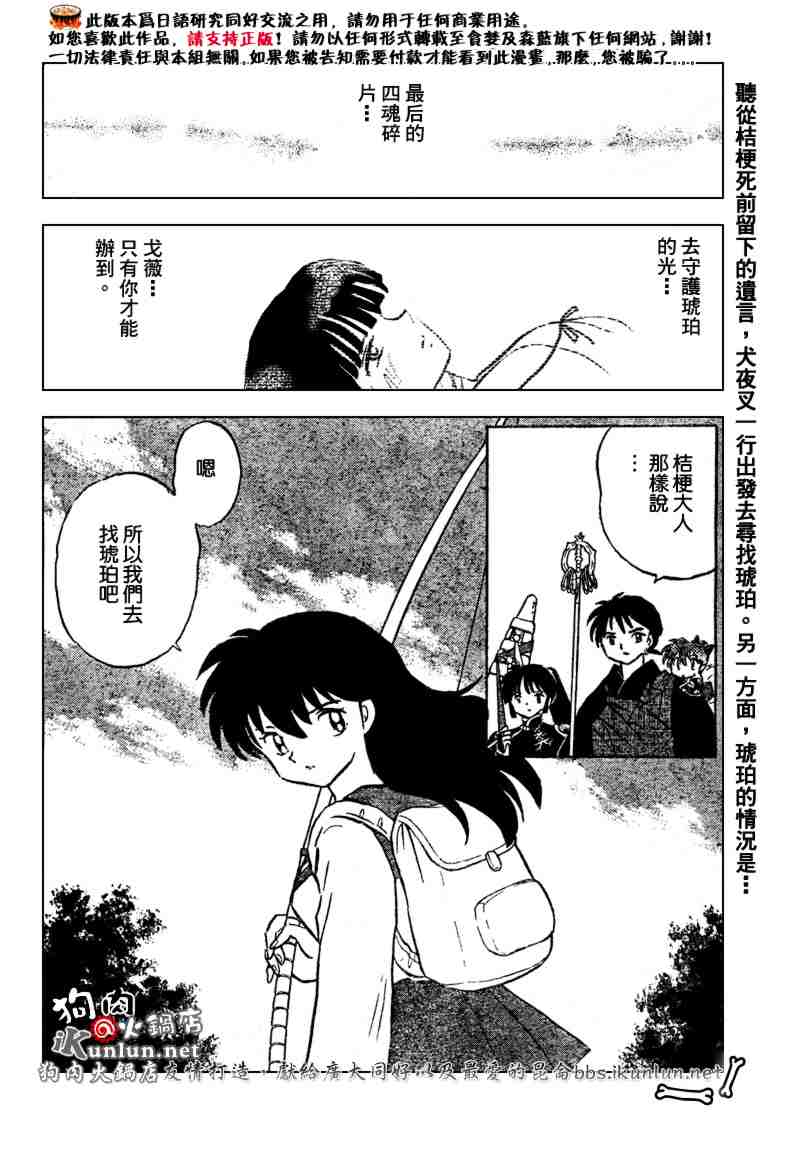 此版本爲日語研究同好交流之用，請勿用于任何商業用途。
如您喜歡此作品，請支持正版！請勿以任何形式轉載至貪婪及森藍旗下任何網站，謝謝！
一切法律責任與本組無關。如果您被告知需要付款才能看到此漫畫，那麼，您被騙了……
最后的
四魂碎
片…
去守護琥珀
的光…
戈薇…
只有你才能
辦到。
桔梗大人
那樣說
…
嗯
所以我們去
找琥珀吧
聽從桔梗死前留下的遺言，犬夜叉一行出發去尋找琥珀。另一方面，琥珀的情況是…
狗肉
@火鍋店
iKunlun.net
狗肉火鍋店友情打造，獻給廣大同好以及最愛的昆侖bbs.ikunlun.net